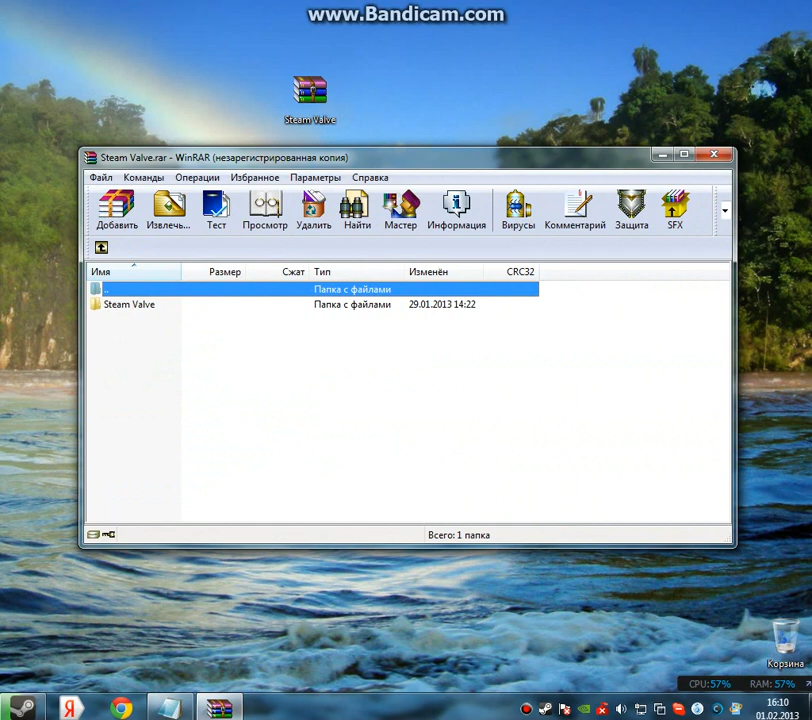 www.Bandicam.com
Steam Valve
Steam Valve.rar - WinRAR (незарегистрированная копия)
Файл Команды Операции Избранное Параметры Справка
Добавить Извлечь... Тест Просмотр Удалить Найти Мастер Информация Вирусы Комментарий Защита SFX
Имя Размер Сжат Тип Изменён CRC32
.. Папка с файлами
Steam Valve Папка с файлами 29.01.2013 14:22
Всего: 1 папка
Корзина
CPU:57% RAM: 57%
Я
16:10
01.02.2013